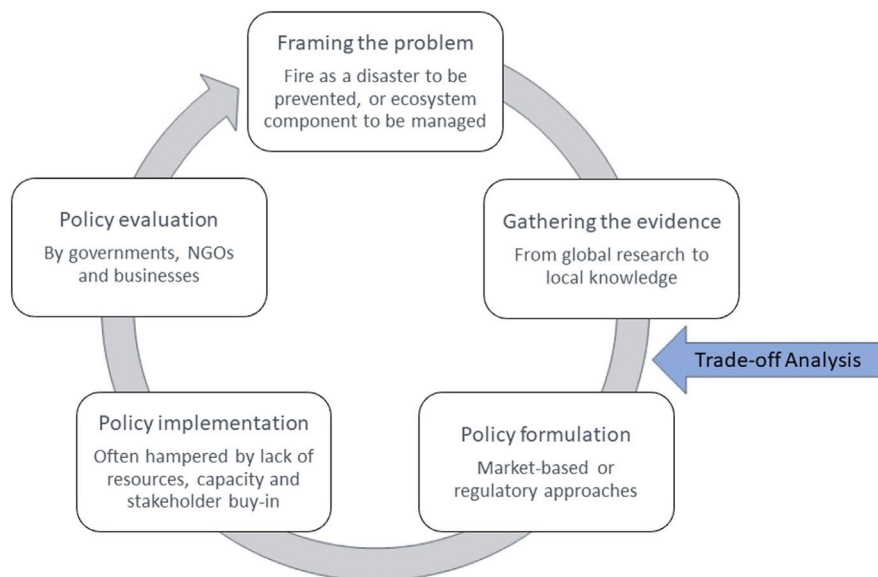 Framing the problem
Fire as a disaster to be
prevented, or ecosystem
component to be managed
Gathering the evidence
From global research to
local knowledge
Trade-off Analysis
Policy formulation
Market-based or
regulatory approaches
Policy implementation
Often hampered by lack of
resources, capacity and
stakeholder buy-in
Policy evaluation
By governments, NGOs
and businesses